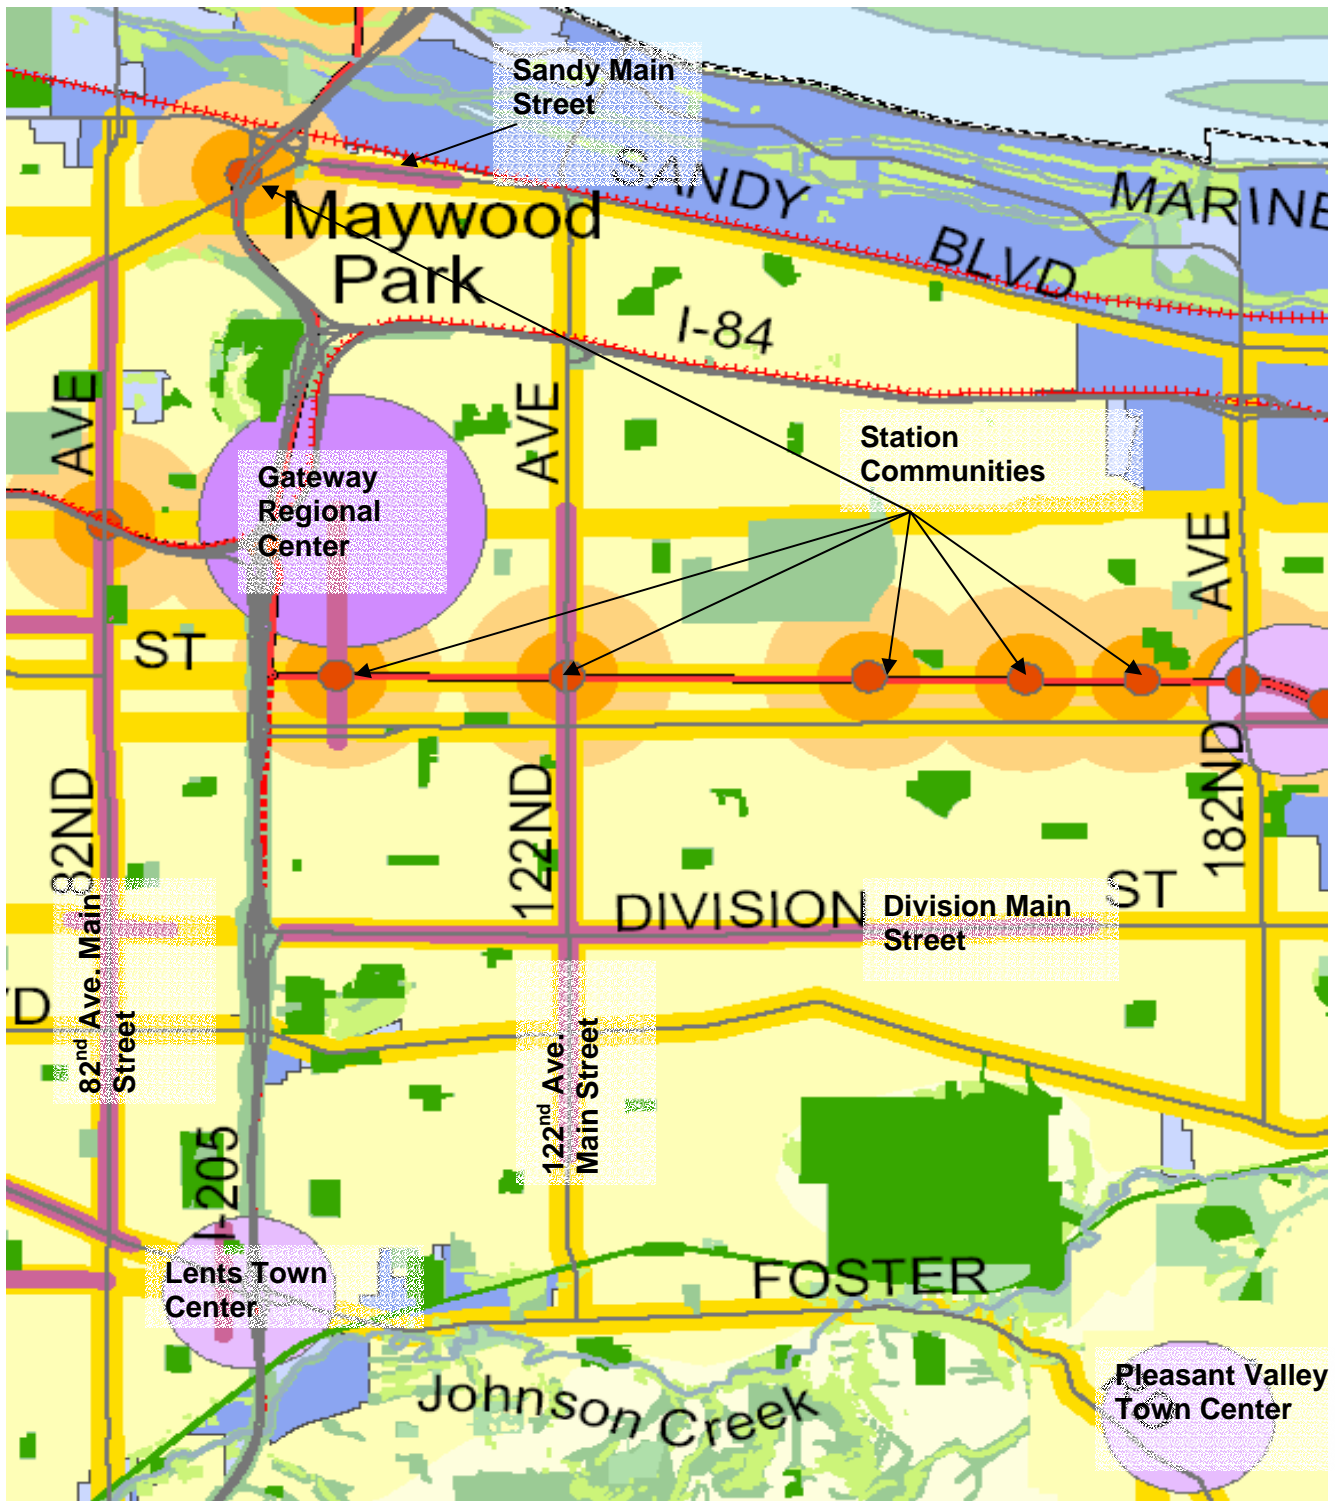 Sandy Main
Street
SANDY
BLVD
MARINE
Maywood
Park
I-84
AVE
AVE
Station
Communities
Gateway
Regional
Center
AVE
ST
82ND
122ND
182ND
DIVISION
ST
Division Main
Street
82nd Ave. Main
Street
122nd Ave.
Main Street
I-205
Lents Town
Center
FOSTER
Johnson Creek
Pleasant Valley
Town Center